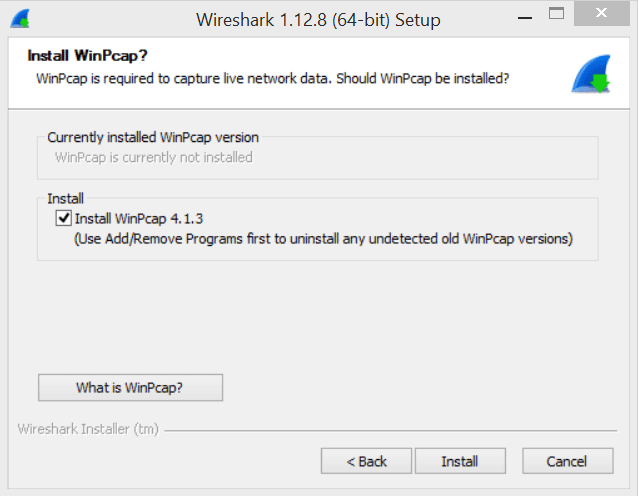 Wireshark 1.12.8 (64-bit) Setup
Install WinPcap?
WinPcap is required to capture live network data. Should WinPcap be installed?
Currently installed WinPcap version
WinPcap is currently not installed
Install
Install WinPcap 4.1.3
(Use Add/Remove Programs first to uninstall any undetected old WinPcap versions)
What is WinPcap?
Wireshark Installer (tm)
< Back
Install
Cancel